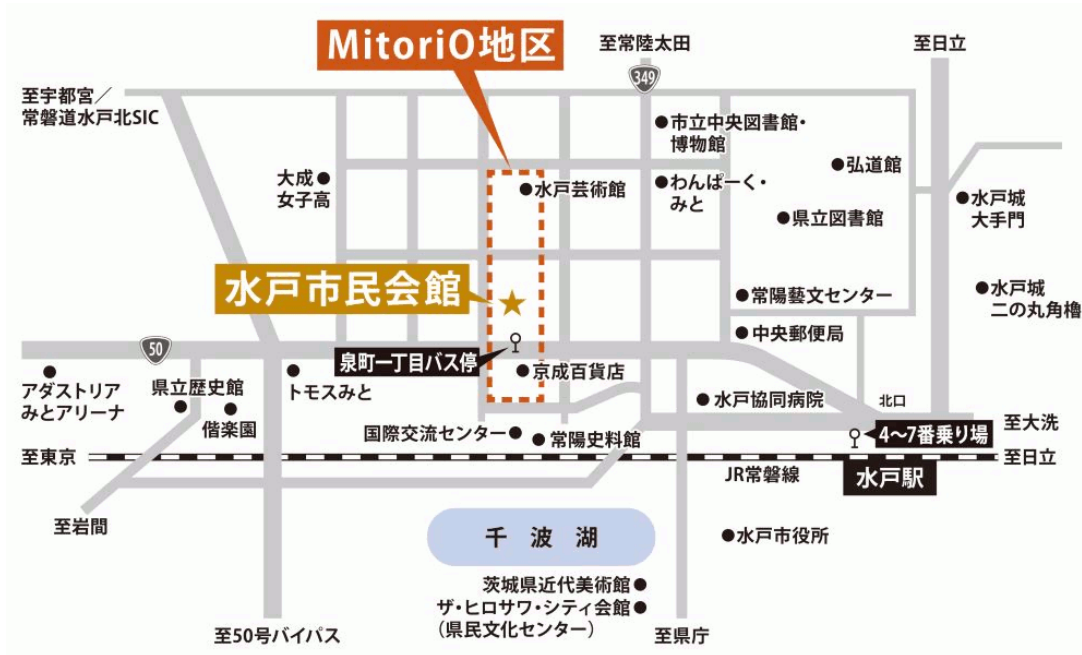 MitoriO地区
至常陸太田
至日立
349
至宇都宮／
常磐道水戸北SIC
市立中央図書館・
博物館
弘道館
大成
女子高
水戸芸術館
わんぱーく・
みと
県立図書館
水戸城
大手門
水戸市民会館
常陽藝文センター
水戸城
二の丸角櫓
中央郵便局
50
泉町一丁目バス停
京成百貨店
アダストリア
みとアリーナ
県立歴史館
偕楽園
トモスみと
水戸協同病院
北口
至大洗
国際交流センター
常陽史料館
4〜7番乗り場
至東京
至日立
JR常磐線
水戸駅
至岩間
千波湖
水戸市役所
茨城県近代美術館
ザ・ヒロサワ・シティ会館
（県民文化センター）
至50号バイパス
至県庁